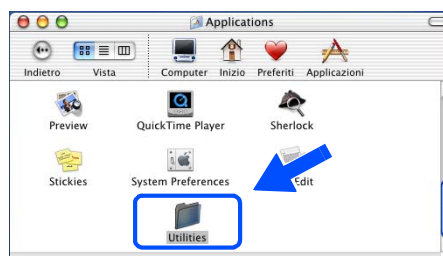 Applications
Indietro Vista Computer Inizio Preferiti Applicazioni
Preview QuickTime Player Sherlock
Stickies System Preferences Edit
Utilities